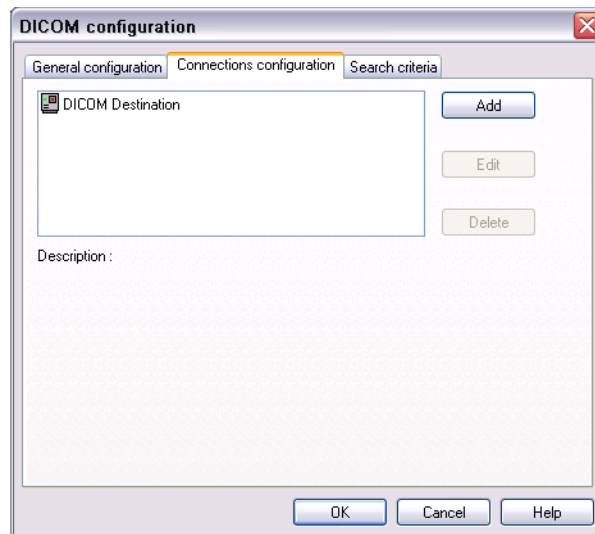 DICOM configuration
General configuration Connections configuration Search criteria
DICOM Destination
Add
Edit
Delete
Description :
OK Cancel Help